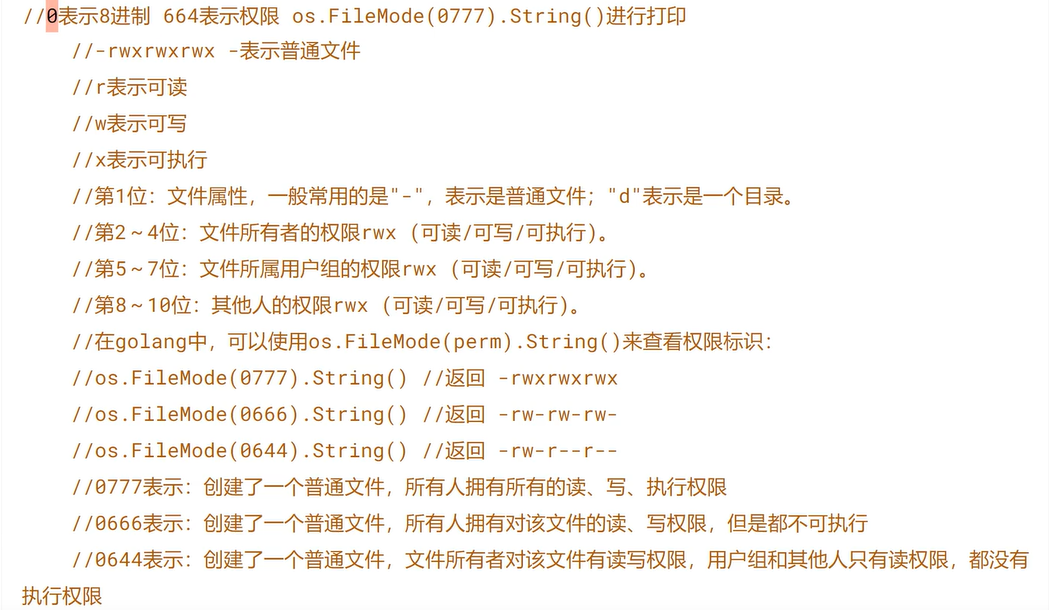 //0表示8进制 664表示权限 os.FileMode(0777).String()进行打印
//-rwxrwxrwx -表示普通文件
//r表示可读
//w表示可写
//x表示可执行
//第1位：文件属性，一般常用的是"-"，表示是普通文件；"d"表示是一个目录。
//第2～4位：文件所有者的权限rwx (可读/可写/可执行)。
//第5～7位：文件所属用户组的权限rwx (可读/可写/可执行)。
//第8～10位：其他人的权限rwx (可读/可写/可执行)。
//在golang中，可以使用os.FileMode(perm).String()来查看权限标识：
//os.FileMode(0777).String() //返回 -rwxrwxrwx
//os.FileMode(0666).String() //返回 -rw-rw-rw-
//os.FileMode(0644).String() //返回 -rw-r--r--
//0777表示：创建了一个普通文件，所有人拥有所有的读、写、执行权限
//0666表示：创建了一个普通文件，所有人拥有对该文件的读、写权限，但是都不可执行
//0644表示：创建了一个普通文件，文件所有者对该文件有读写权限，用户组和其他人只有读权限，都没有
执行权限